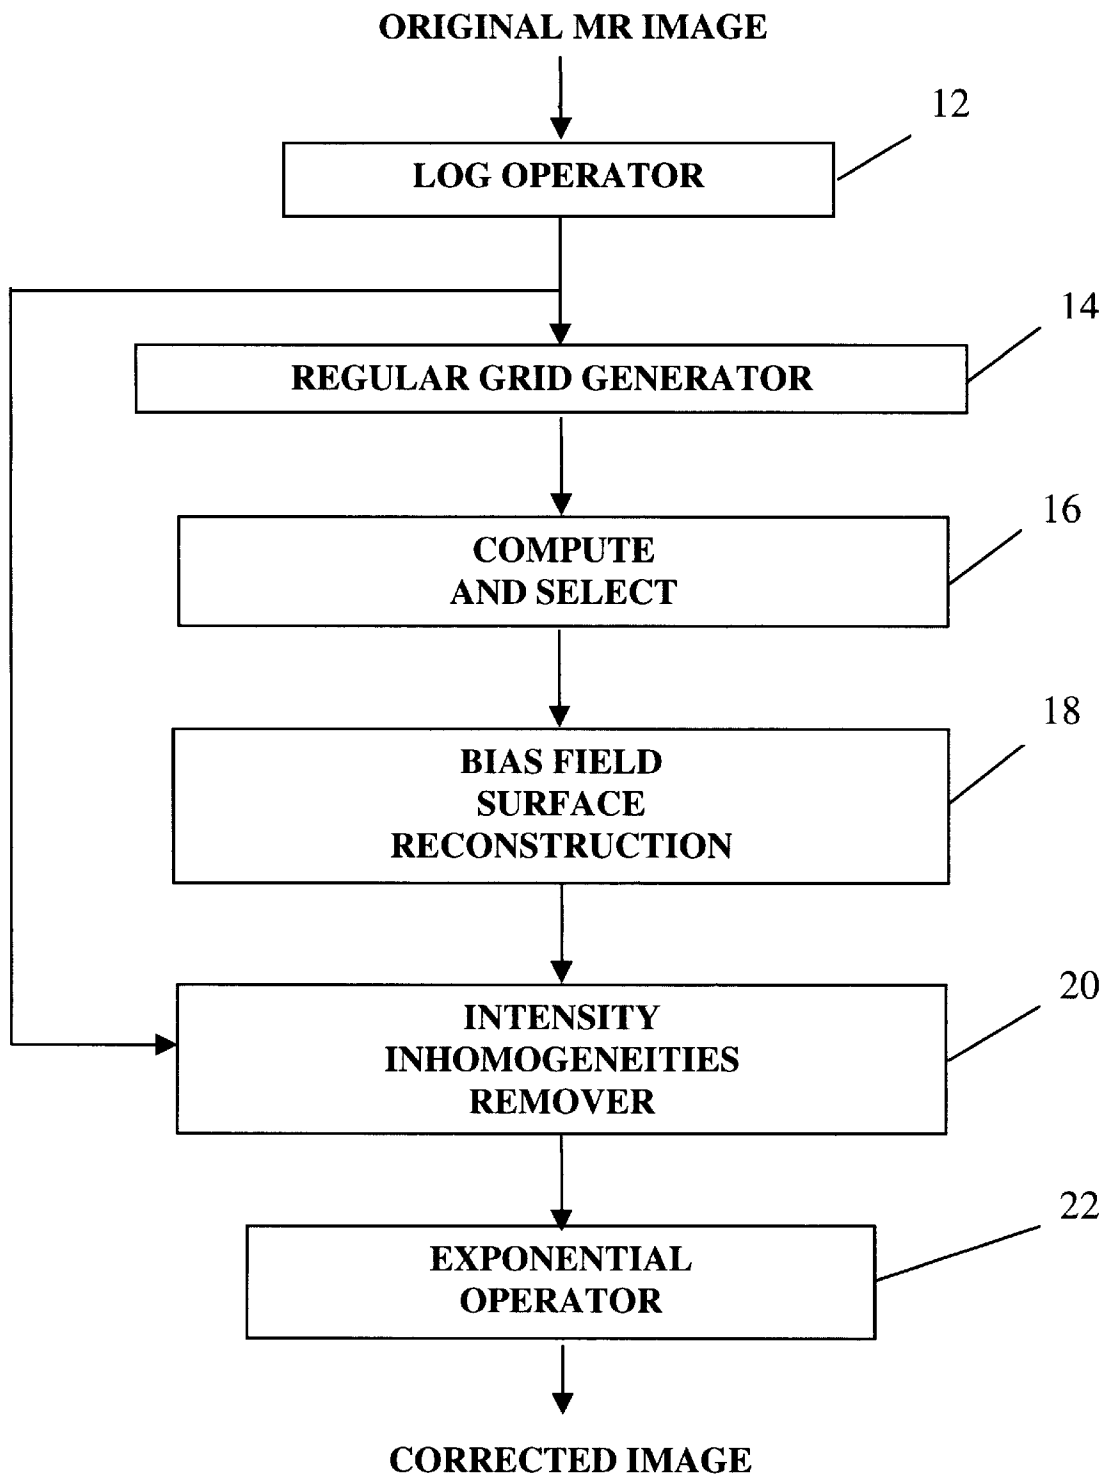 ORIGINAL MR IMAGE
12
LOG OPERATOR
14
REGULAR GRID GENERATOR
16
COMPUTE
AND SELECT
18
BIAS FIELD
SURFACE
RECONSTRUCTION
20
INTENSITY
INHOMOGENEITIES
REMOVER
22
EXPONENTIAL
OPERATOR
CORRECTED IMAGE